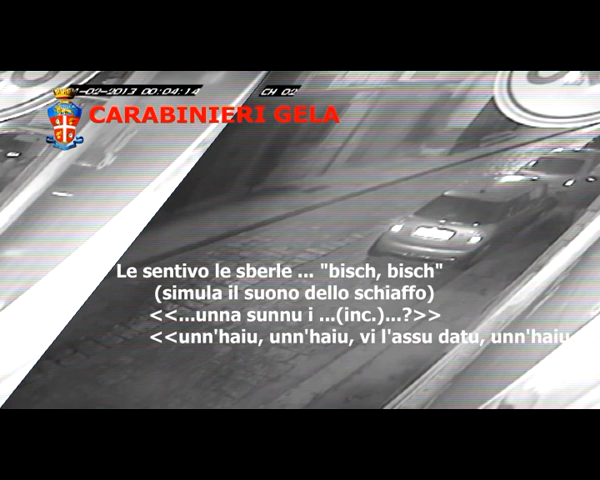 -02-2013 00:04:14 CH 02
CARABINIERI GELA
Le sentivo le sberle ... "bisch, bisch"
(simula il suono dello schiaffo)
<<...unna sunnu i ...(inc.)...?>>
<<unn'haiu, unn'haiu, vi l'assu datu, unn'haiu